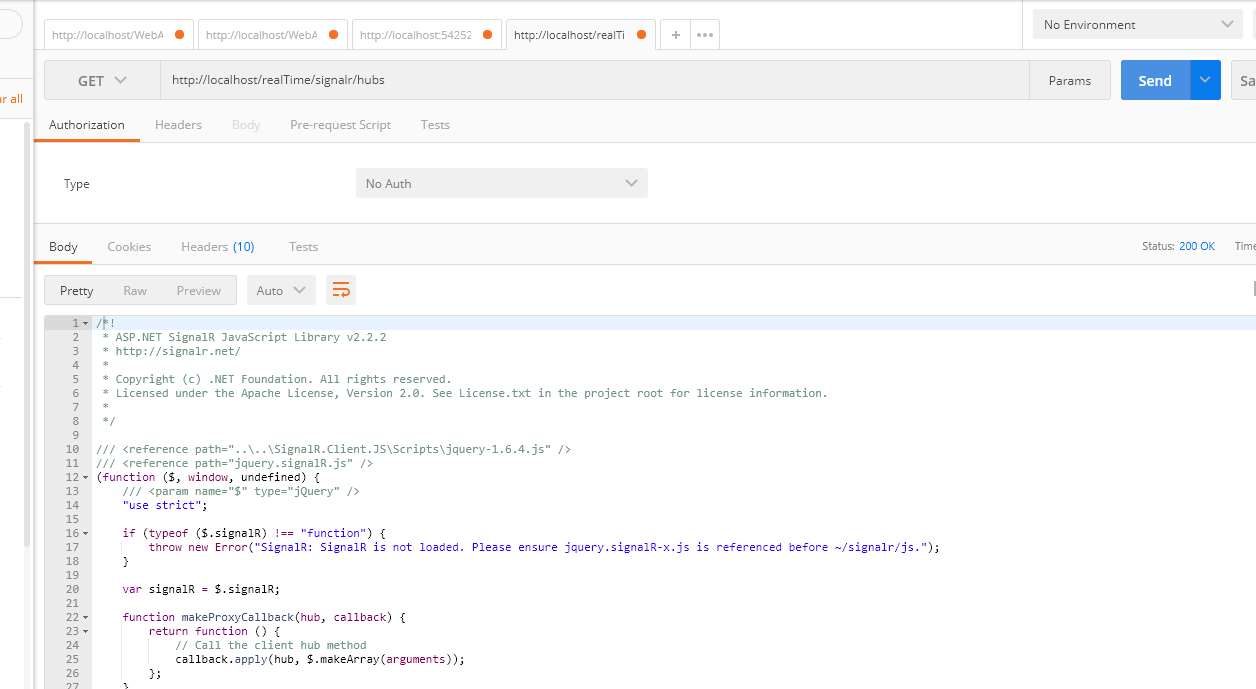 http://localhost/WebA http://localhost/WebA http://localhost:54252 http://localhost/realTi + ••• No Environment
GET http://localhost/realTime/signalr/hubs Params Send Sa
ar all
Authorization Headers Body Pre-request Script Tests
Type No Auth
Body Cookies Headers (10) Tests Status: 200 OK Time
Pretty Raw Preview Auto
1 /*!
2 * ASP.NET SignalR JavaScript Library v2.2.2
3 * http://signalr.net/
4 *
5 * Copyright (c) .NET Foundation. All rights reserved.
6 * Licensed under the Apache License, Version 2.0. See License.txt in the project root for license information.
7 *
8 */
9
10 /// <reference path="..\..\SignalR.Client.JS\Scripts\jquery-1.6.4.js" />
11 /// <reference path="jquery.signalR.js" />
12 (function ($, window, undefined) {
13 /// <param name="$" type="jQuery" />
14 "use strict";
15
16 if (typeof ($.signalR) !== "function") {
17 throw new Error("SignalR: SignalR is not loaded. Please ensure jquery.signalR-x.js is referenced before ~/signalr/js.");
18 }
19
20 var signalR = $.signalR;
21
22 function makeProxyCallback(hub, callback) {
23 return function () {
24 // Call the client hub method
25 callback.apply(hub, $.makeArray(arguments));
26 };
27 }